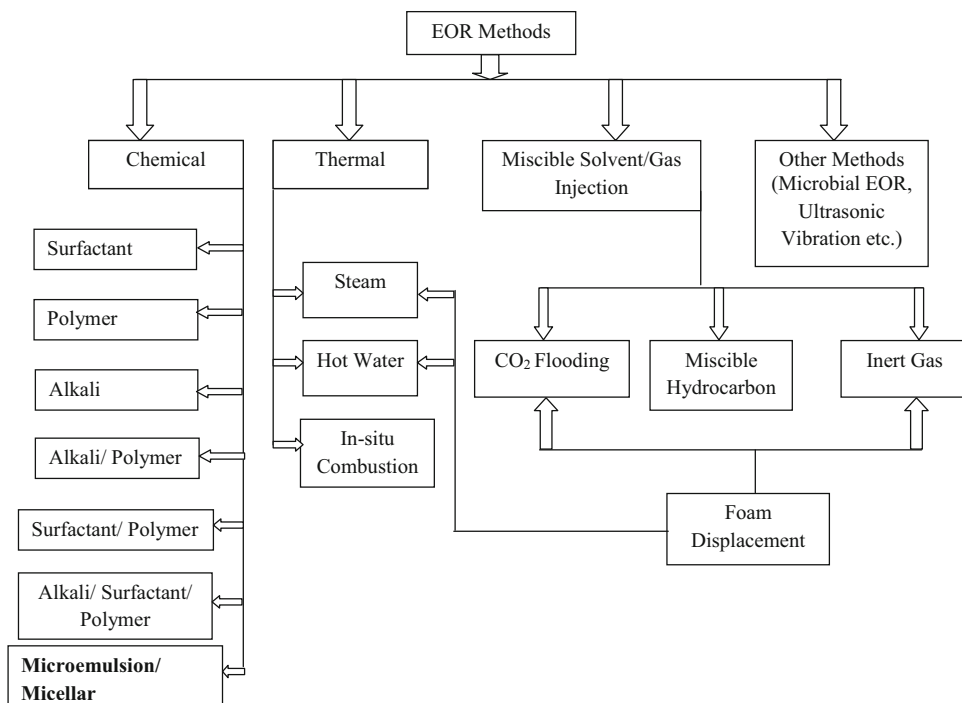 EOR Methods
Chemical
Thermal
Miscible Solvent/Gas
Injection
Other Methods
(Microbial EOR,
Ultrasonic
Vibration etc.)
Surfactant
Polymer
Alkali
Alkali/ Polymer
Surfactant/ Polymer
Alkali/ Surfactant/
Polymer
Microemulsion/
Micellar
Steam
Hot Water
In-situ
Combustion
CO₂ Flooding
Miscible
Hydrocarbon
Inert Gas
Foam
Displacement